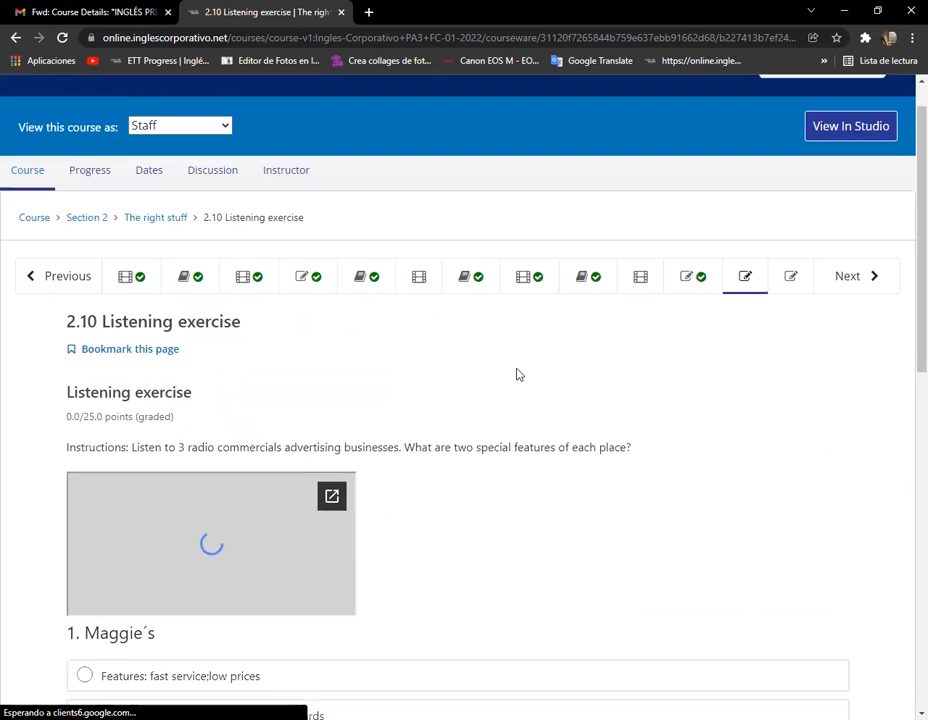 Fwd: Course Details: "INGLÉS PRE
2.10 Listening exercise | The righ
online.inglescorporativo.net/courses/course-v1:Ingles-Corporativo+PA3+FC-01-2022/courseware/31120f7265844b759e637ebb91662d68/b227413b7ef24...
Aplicaciones
ETT Progress | Inglé...
Editor de Fotos en l...
Crea collages de fot...
Canon EOS M - EO...
Google Translate
https://online.ingle...
»
Lista de lectura
View this course as:
Staff
View In Studio
Course
Progress
Dates
Discussion
Instructor
Course > Section 2 > The right stuff > 2.10 Listening exercise
Previous
Next
2.10 Listening exercise
Bookmark this page
Listening exercise
0.0/25.0 points (graded)
Instructions: Listen to 3 radio commercials advertising businesses. What are two special features of each place?
1. Maggie´s
Features: fast service;low prices
Esperando a clients6.google.com...